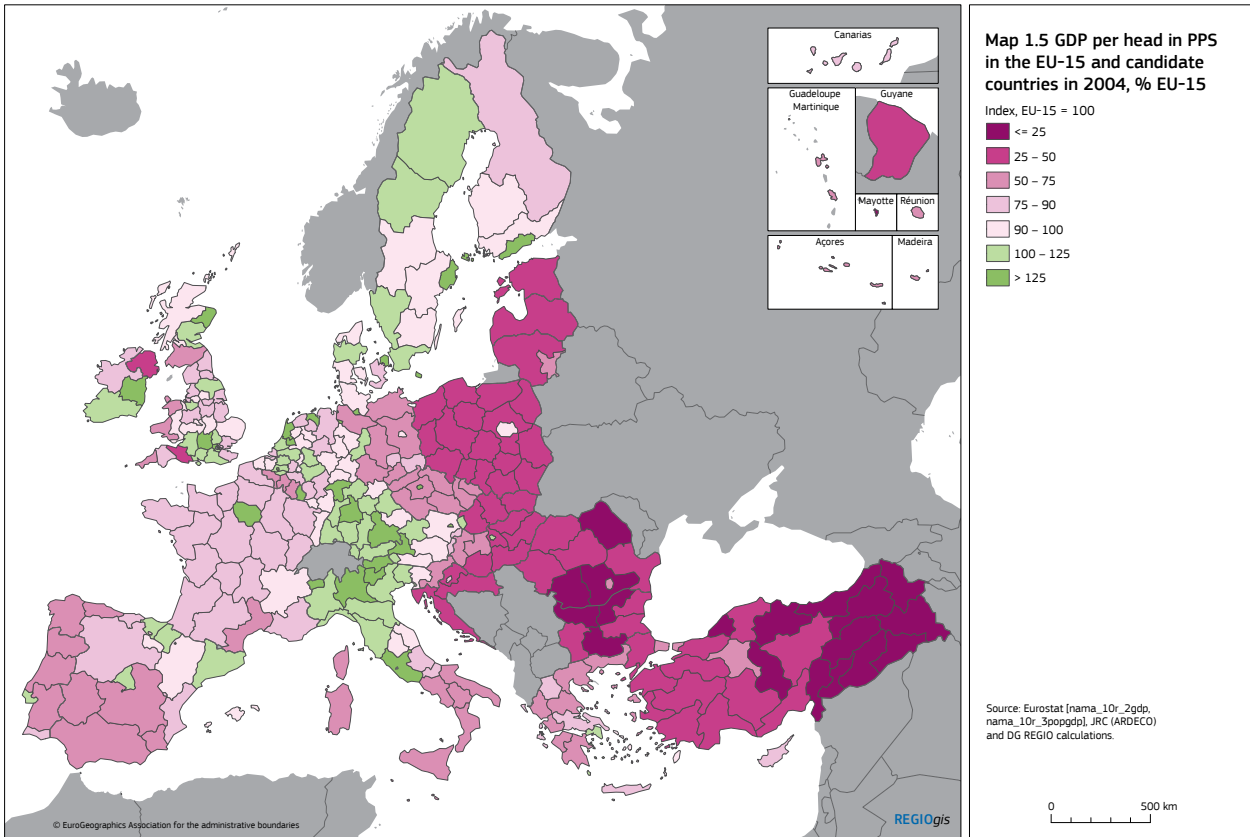 Canarias
Guadeloupe
Martinique
Guyane
Mayotte
Réunion
Açores
Madeira
© EuroGeographics Association for the administrative boundaries
REGIOgis
Map 1.5 GDP per head in PPS
in the EU-15 and candidate
countries in 2004, % EU-15
Index, EU-15 = 100
<= 25
25 – 50
50 – 75
75 – 90
90 – 100
100 – 125
> 125
Source: Eurostat [nama_10r_2gdp,
nama_10r_3popgdp], JRC (ARDECO)
and DG REGIO calculations.
0 500 km